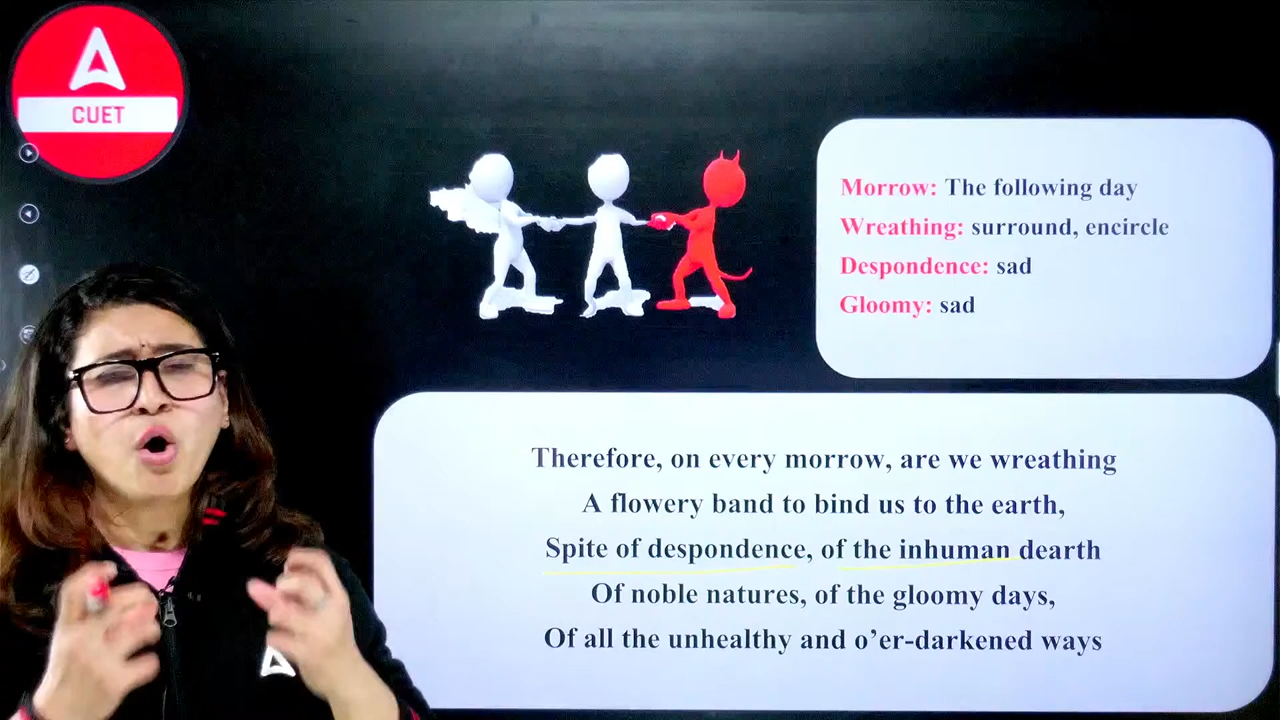 CUET
Morrow: The following day
Wreathing: surround, encircle
Despondence: sad
Gloomy: sad
Therefore, on every morrow, are we wreathing
A flowery band to bind us to the earth,
Spite of despondence, of the inhuman dearth
Of noble natures, of the gloomy days,
Of all the unhealthy and o’er-darkened ways